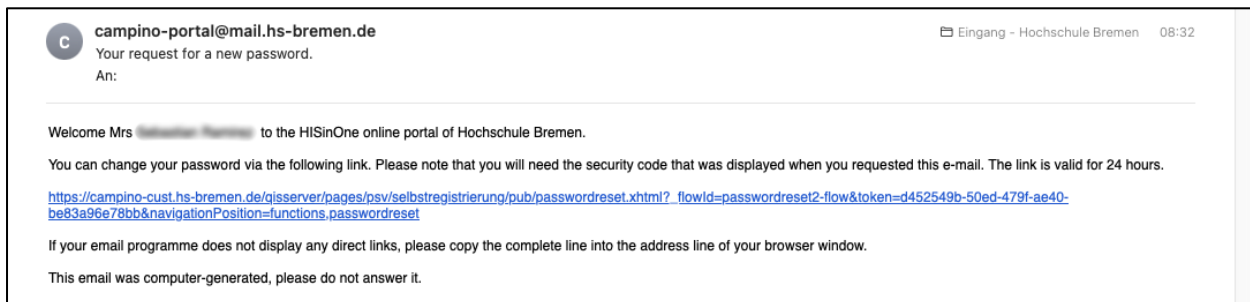 C
campino-portal@mail.hs-bremen.de
Eingang - Hochschule Bremen 08:32
Your request for a new password.
An:
Welcome Mrs to the HISinOne online portal of Hochschule Bremen.
You can change your password via the following link. Please note that you will need the security code that was displayed when you requested this e-mail. The link is valid for 24 hours.
https://campino-cust.hs-bremen.de/qisserver/pages/psv/selbstregistrierung/pub/passwordreset.xhtml?_flowId=passwordreset2-flow&token=d452549b-50ed-479f-ae40-
be83a96e78bb&navigationPosition=functions,passwordreset
If your email programme does not display any direct links, please copy the complete line into the address line of your browser window.
This email was computer-generated, please do not answer it.